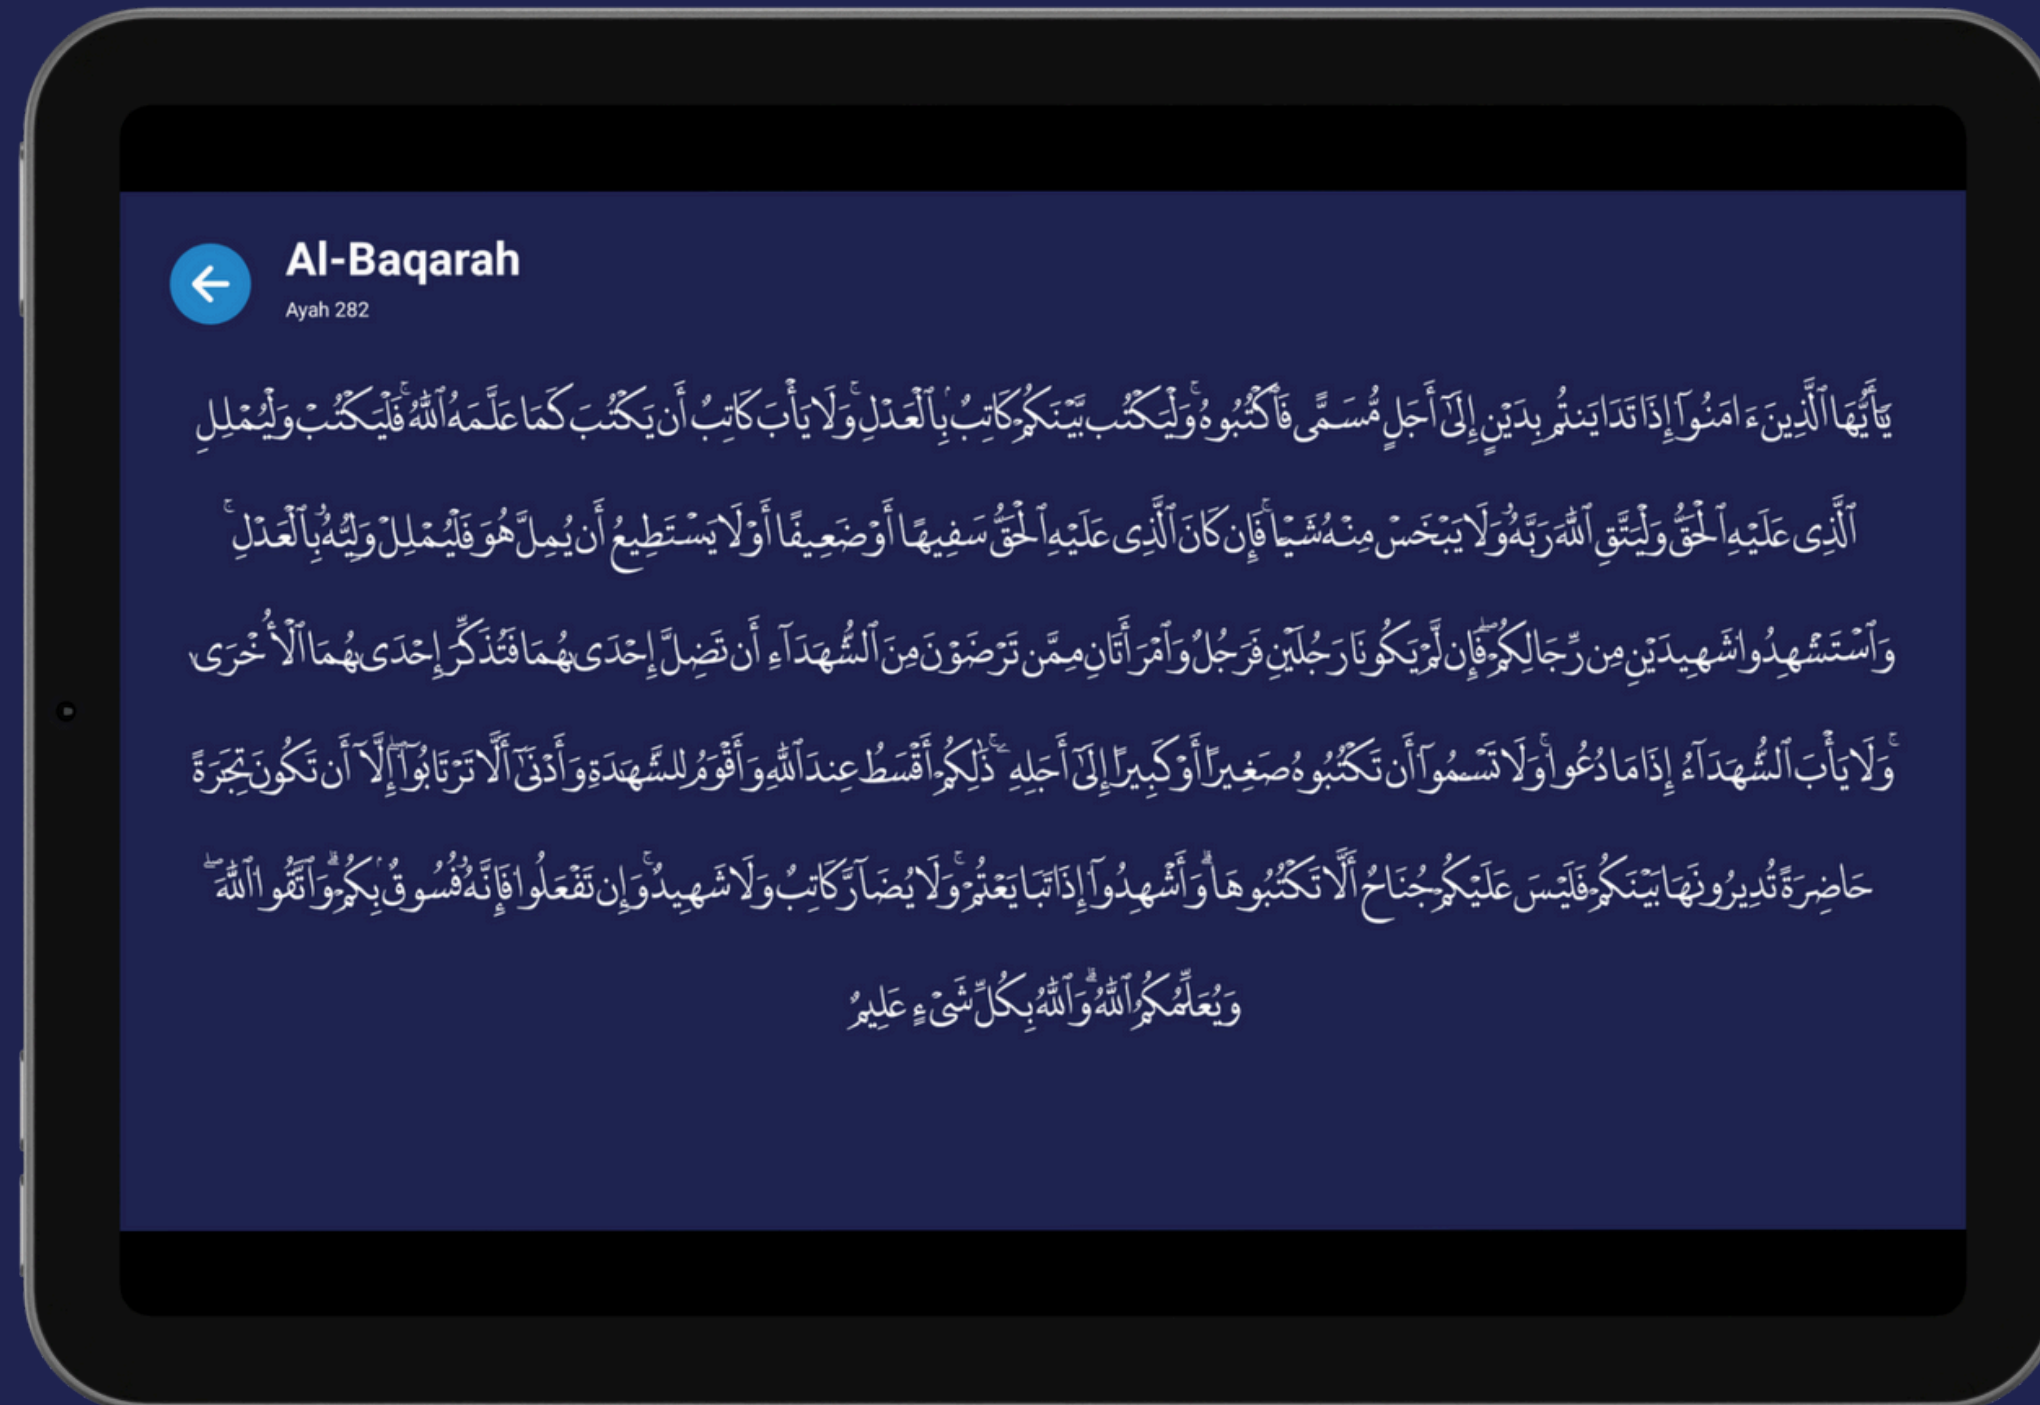 Al-Baqarah
Ayah 282
يَٰٓأَيُّهَا ٱلَّذِينَ ءَامَنُوٓا۟ إِذَا تَدَايَنتُم بِدَيْنٍ إِلَىٰٓ أَجَلٍ مُّسَمًّى فَٱكْتُبُوهُ ۚ وَلْيَكْتُب بَّيْنَكُمْ كَاتِبٌۢ بِٱلْعَدْلِ ۚ وَلَا يَأْبَ كَاتِبٌ أَن يَكْتُبَ كَمَا عَلَّمَهُ ٱللَّهُ ۚ فَلْيَكْتُبْ وَلْيُمْلِلِ
ٱلَّذِى عَلَيْهِ ٱلْحَقُّ وَلْيَتَّقِ ٱللَّهَ رَبَّهُۥ وَلَا يَبْخَسْ مِنْهُ شَيْـًٔا ۚ فَإِن كَانَ ٱلَّذِى عَلَيْهِ ٱلْحَقُّ سَفِيهًا أَوْ ضَعِيفًا أَوْ لَا يَسْتَطِيعُ أَن يُمِلَّ هُوَ فَلْيُمْلِلْ وَلِيُّهُۥ بِٱلْعَدْلِ ۚ
وَٱسْتَشْهِدُوا۟ شَهِيدَيْنِ مِن رِّجَالِكُمْ ۖ فَإِن لَّمْ يَكُونَا رَجُلَيْنِ فَرَجُلٌ وَٱمْرَأَتَانِ مِمَّن تَرْضَوْنَ مِنَ ٱلشُّهَدَآءِ أَن تَضِلَّ إِحْدَىٰهُمَا فَتُذَكِّرَ إِحْدَىٰهُمَا ٱلْأُخْرَىٰ
ۚ وَلَا يَأْبَ ٱلشُّهَدَآءُ إِذَا مَا دُعُوا۟ ۚ وَلَا تَسْـَٔمُوٓا۟ أَن تَكْتُبُوهُ صَغِيرًا أَوْ كَبِيرًا إِلَىٰٓ أَجَلِهِۦ ۚ ذَٰلِكُمْ أَقْسَطُ عِندَ ٱللَّهِ وَأَقْوَمُ لِلشَّهَٰدَةِ وَأَدْنَىٰٓ أَلَّا تَرْتَابُوٓا۟ ۖ إِلَّآ أَن تَكُونَ تِجَٰرَةً
حَاضِرَةً تُدِيرُونَهَا بَيْنَكُمْ فَلَيْسَ عَلَيْكُمْ جُنَاحٌ أَلَّا تَكْتُبُوهَا ۗ وَأَشْهِدُوٓا۟ إِذَا تَبَايَعْتُمْ ۚ وَلَا يُضَآرَّ كَاتِبٌ وَلَا شَهِيدٌ ۚ وَإِن تَفْعَلُوا۟ فَإِنَّهُۥ فُسُوقٌۢ بِكُمْ ۗ وَٱتَّقُوا۟ ٱللَّهَ ۖ
وَيُعَلِّمُكُمُ ٱللَّهُ ۗ وَٱللَّهُ بِكُلِّ شَىْءٍ عَلِيمٌ